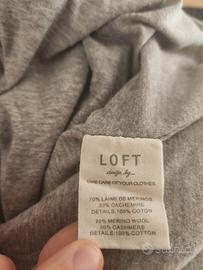 LOFT
design by...
TAKE CARE OF YOUR CLOTHES
70% LAINE DE MERINOS
30% CACHEMIRE
DETAILS: 100% COTON
70% MERINO WOOL
30% CASHMERE
DETAILS: 100% COTTON